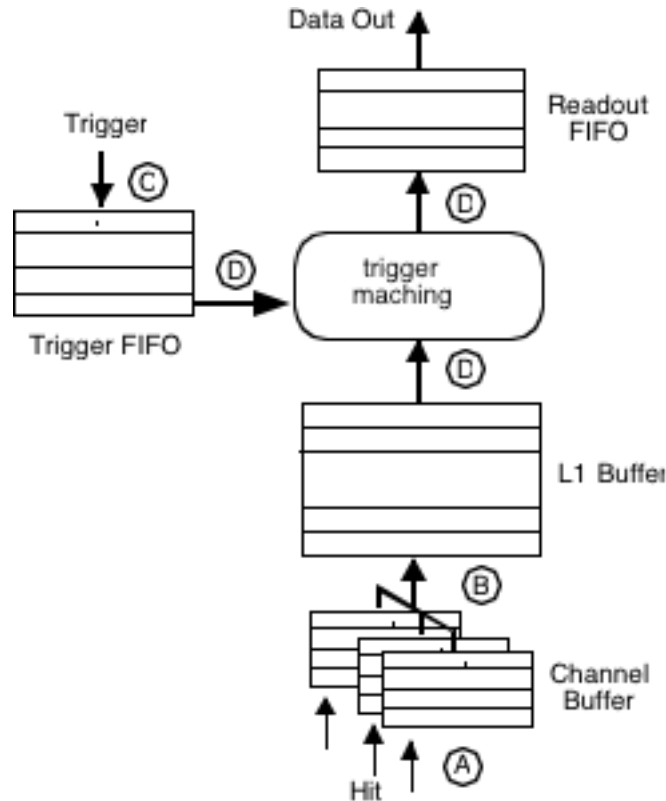 Data Out
Readout
FIFO
Trigger
C
D
D
trigger
maching
Trigger FIFO
D
L1 Buffer
B
Channel
Buffer
A
Hit